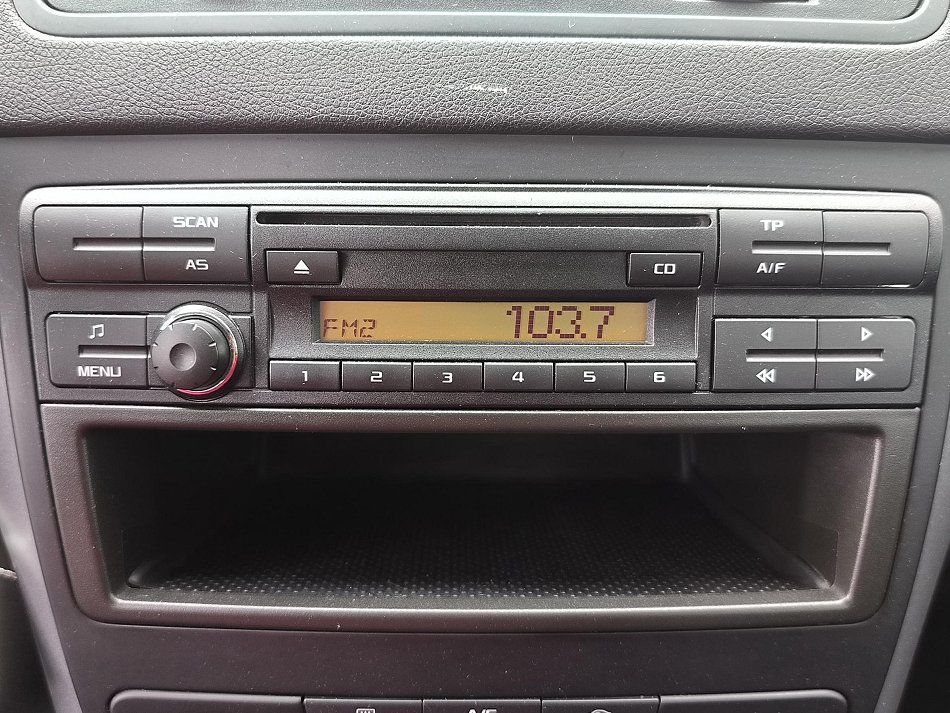 SCAN
AS
TP
A/F
CD
FM2 103.7
MENU
1 2 3 4 5 6